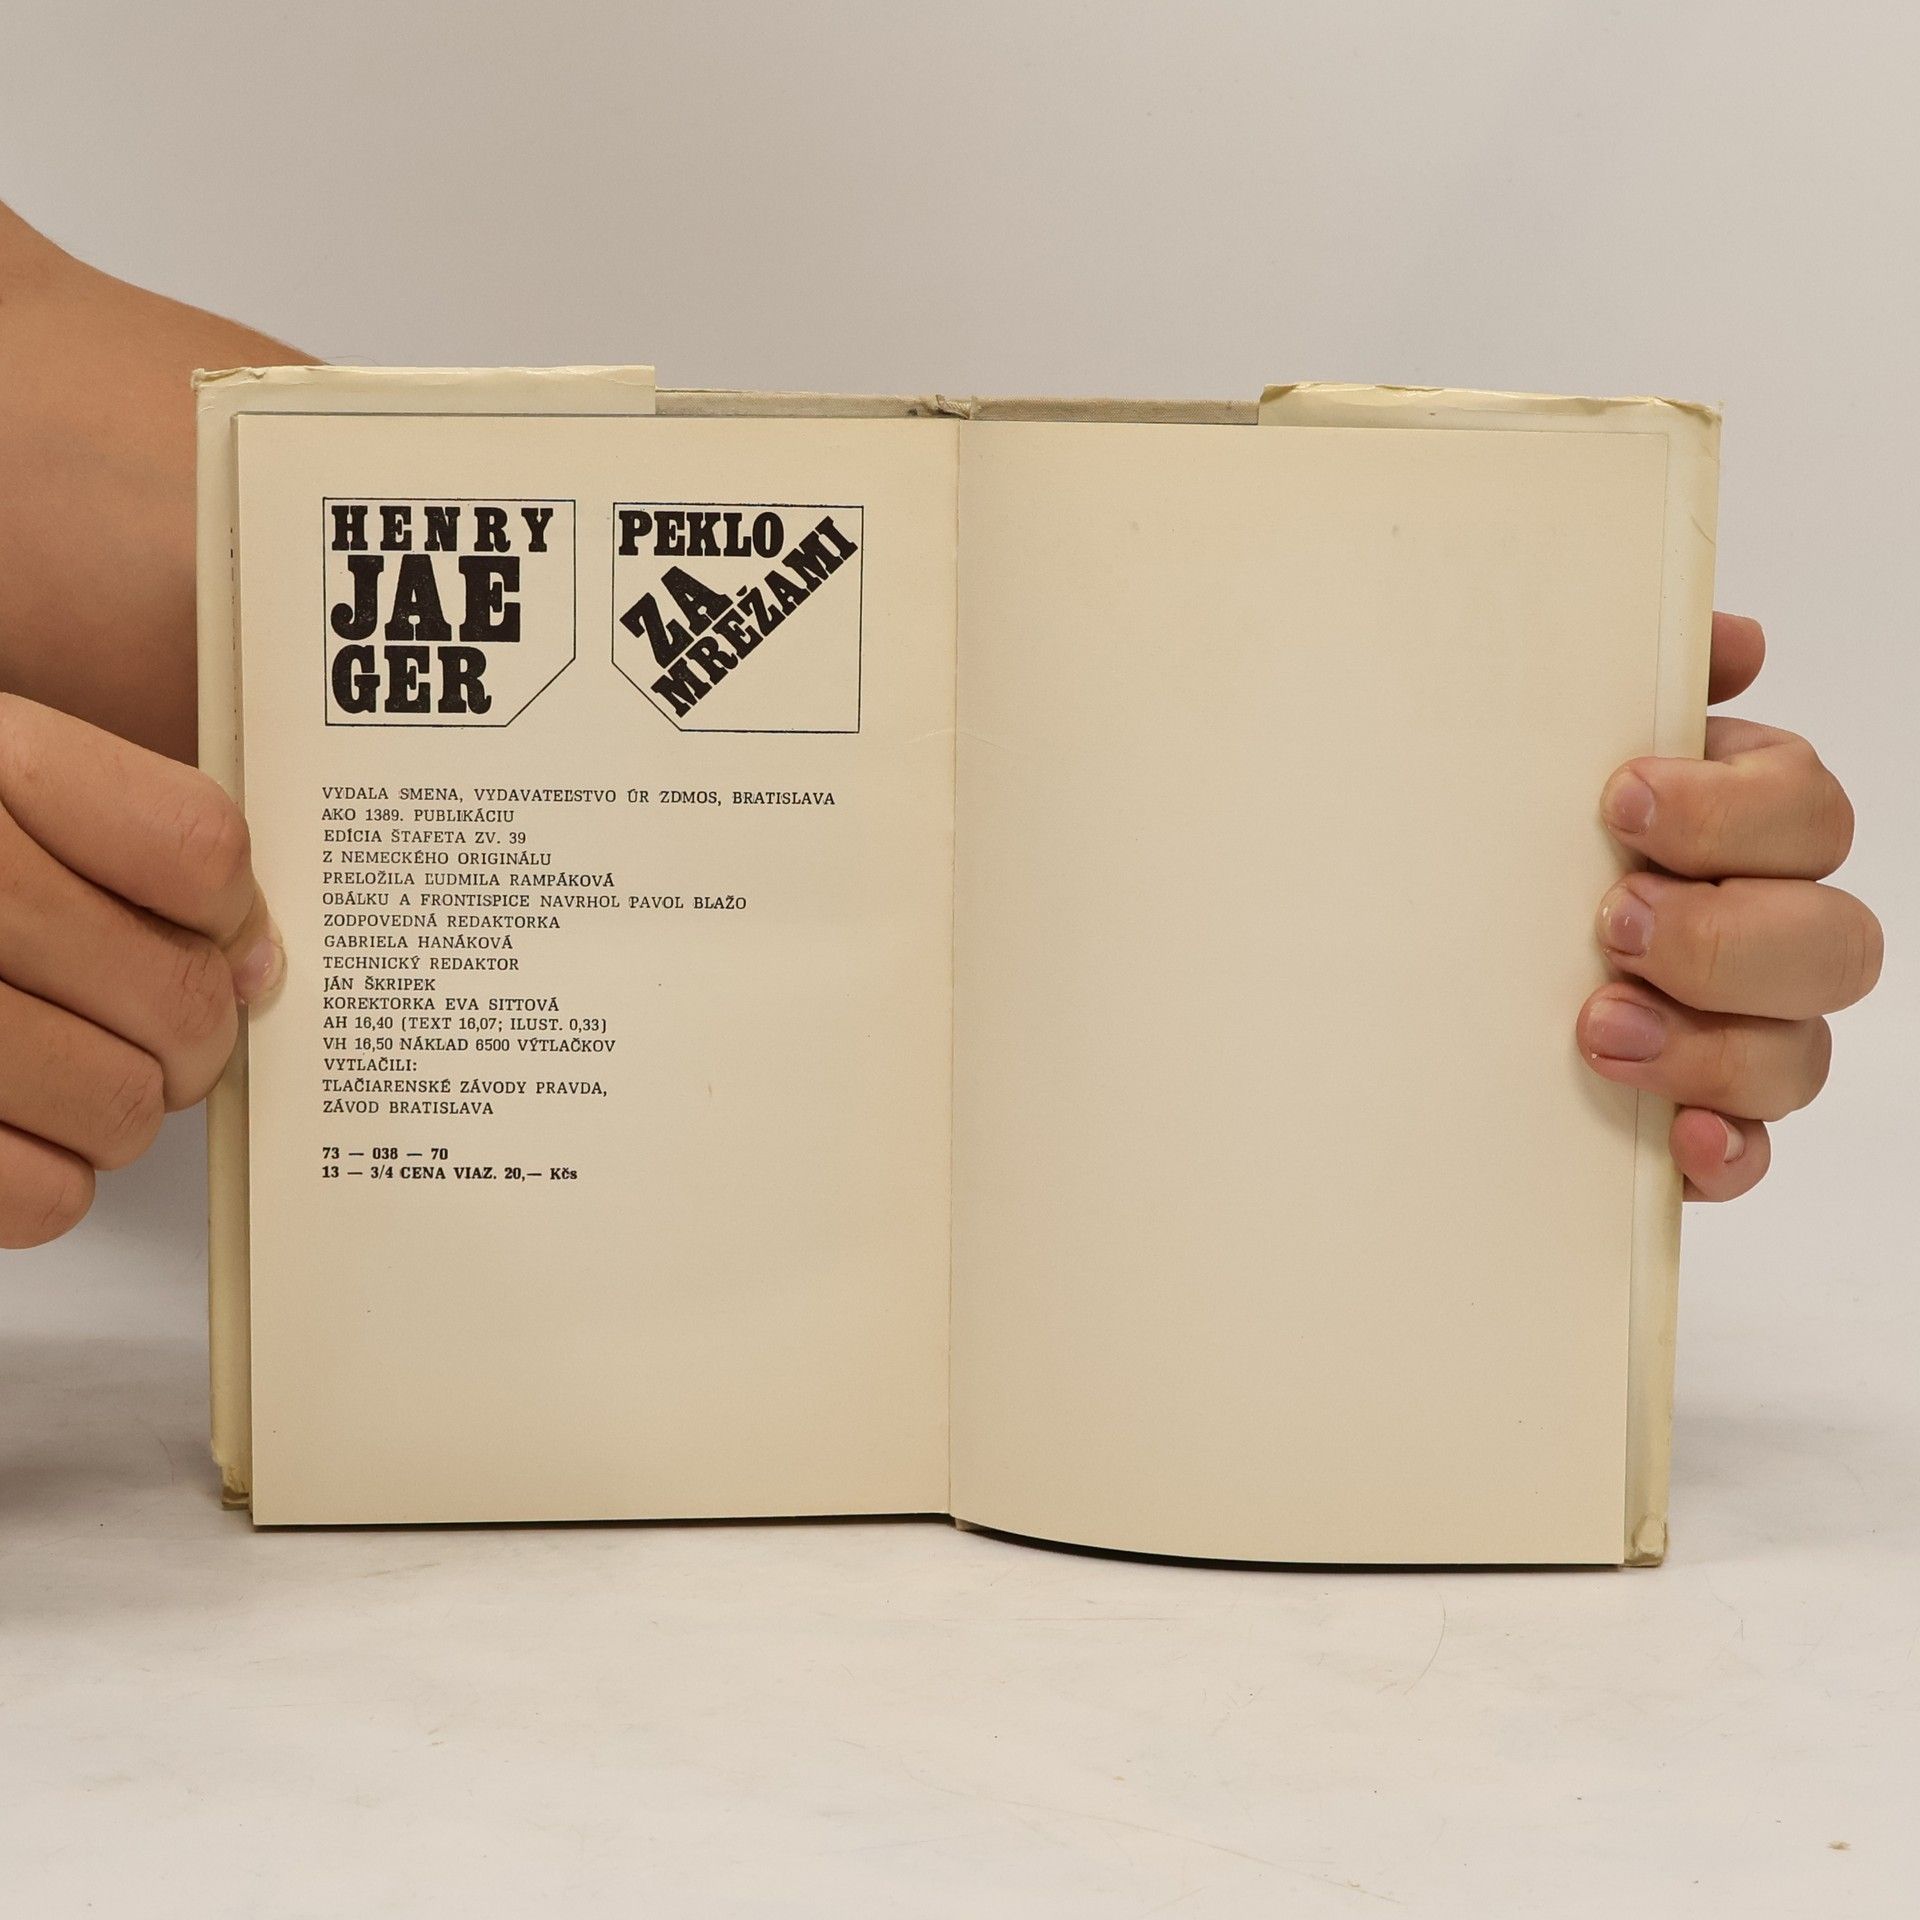 HENRY
JAE
GER
PEKLO
ZA
MREŽAMI
VYDALA SMENA, VYDAVATEĽSTVO ÚR ZDMOS, BRATISLAVA
AKO 1389. PUBLIKÁCIU
EDÍCIA ŠTAFETA ZV. 39
Z NEMECKÉHO ORIGINÁLU
PRELOŽILA ĽUDMILA RAMPÁKOVÁ
OBÁLKU A FRONTISPICE NAVRHOL PAVOL BLAŽO
ZODPOVEDNÁ REDAKTORKA
GABRIELA HANÁKOVÁ
TECHNICKÝ REDAKTOR
JÁN ŠKRIPEK
KOREKTORKA EVA SITTOVÁ
AH 16,40 (TEXT 16,07; ILUST. 0,33)
VH 16,50 NÁKLAD 6500 VÝTLAČKOV
VYTLAČILI:
TLAČIARENSKÉ ZÁVODY PRAVDA,
ZÁVOD BRATISLAVA
73 — 038 — 70
13 — 3/4 CENA VIAZ. 20,— Kčs